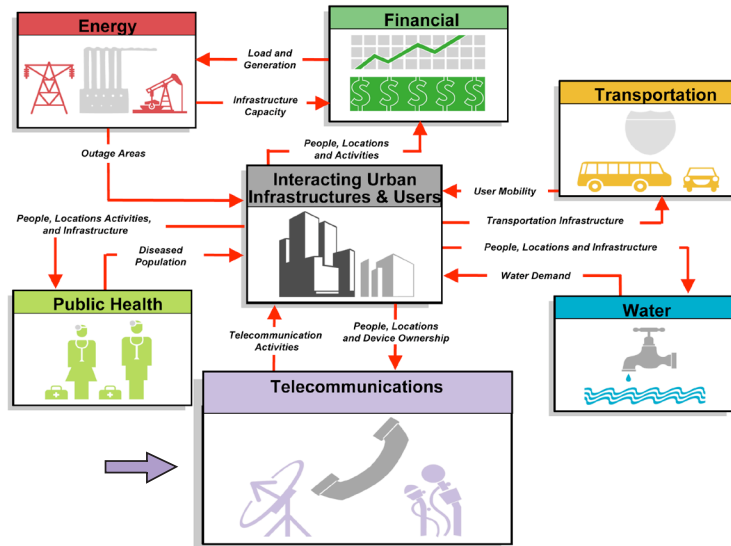 Energy
Financial
Load and
Generation
Infrastructure
Capacity
Transportation
Outage Areas
People, Locations
and Activities
Interacting Urban
Infrastructures & Users
User Mobility
People, Locations Activities,
and Infrastructure
Transportation Infrastructure
Diseased
Population
People, Locations and Infrastructure
Water Demand
Public Health
Water
Telecommunication
Activities
People, Locations
and Device Ownership
Telecommunications
$ $ $ $ $